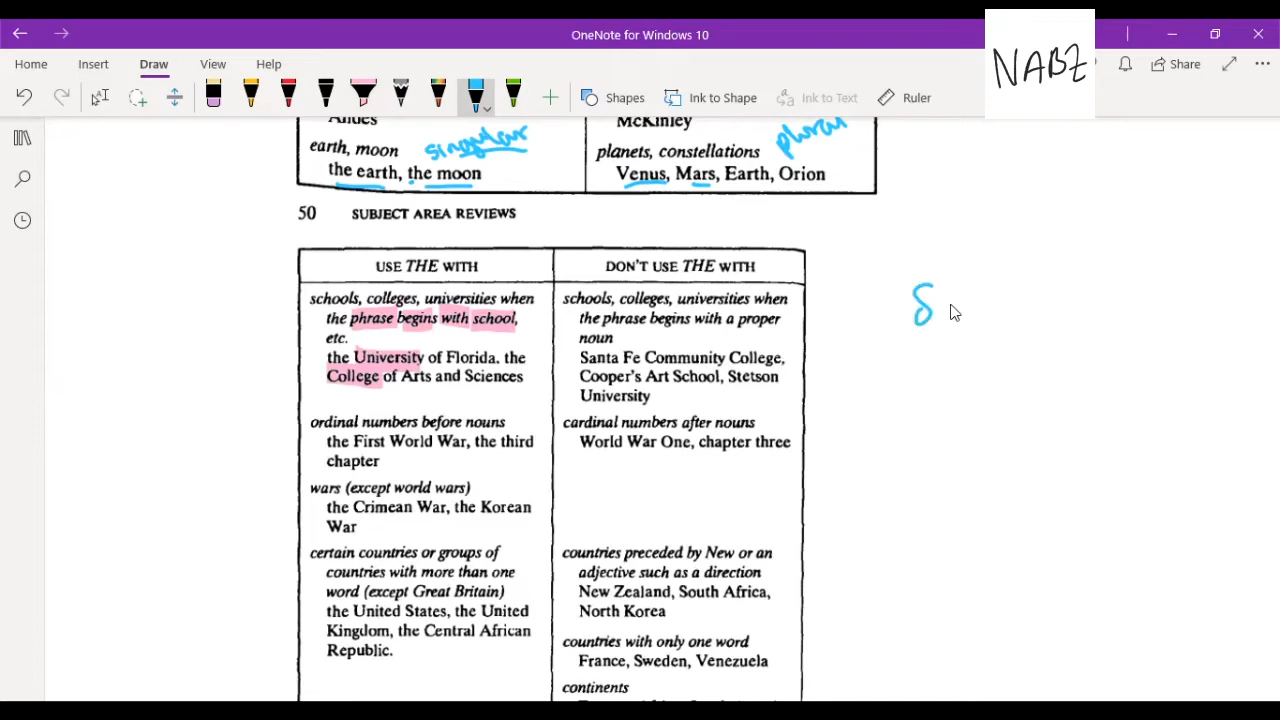 OneNote for Windows 10
NABZ
Home Insert Draw View Help
Share
Shapes Ink to Shape Ink to Text Ruler
Andes
McKinley
earth, moon
singular
the earth, the moon
planets, constellations
plural
Venus, Mars, Earth, Orion
50 SUBJECT AREA REVIEWS
USE THE WITH
schools, colleges, universities when
the phrase begins with school,
etc.
the University of Florida. the
College of Arts and Sciences
ordinal numbers before nouns
the First World War, the third
chapter
wars (except world wars)
the Crimean War, the Korean
War
certain countries or groups of
countries with more than one
word (except Great Britain)
the United States, the United
Kingdom, the Central African
Republic.
DON'T USE THE WITH
schools, colleges, universities when
the phrase begins with a proper
noun
Santa Fe Community College,
Cooper's Art School, Stetson
University
cardinal numbers after nouns
World War One, chapter three
countries preceded by New or an
adjective such as a direction
New Zealand, South Africa,
North Korea
countries with only one word
France, Sweden, Venezuela
continents